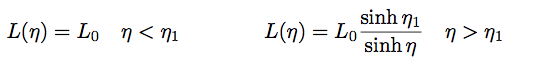 L(η) = L₀ η < η₁ L(η) = L₀ sinh η₁ / sinh η η > η₁